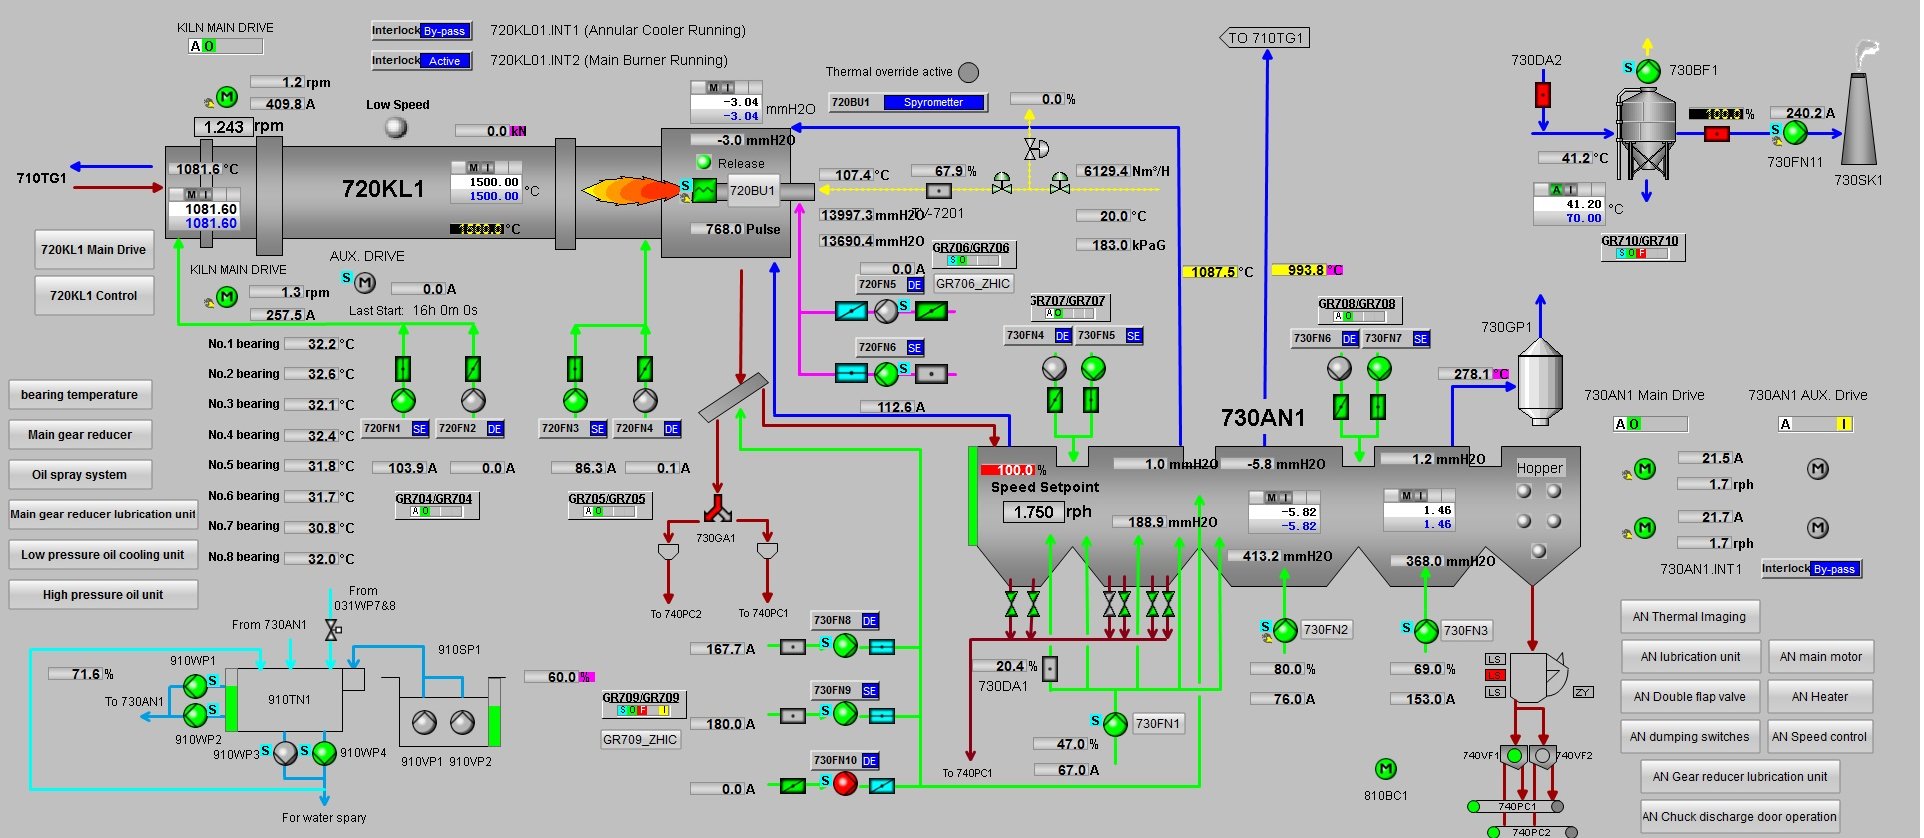 KILN MAIN DRIVE
A O
Interlock By-pass 720KL01.INT1 (Annular Cooler Running)
Interlock Active 720KL01.INT2 (Main Burner Running)
M
1.2 rpm
409.8 A
1.243 rpm
Low Speed
0.0 kN
710TG1
1081.6 °C
M I
1081.60
1081.60
720KL1
M I
1500.00 °C
1500.00
1500.0 °C
M I
-3.04 mmH2O
-3.04
-3.0 mmH2O
Release
S
720BU1
768.0 Pulse
Thermal override active
720BU1 Spyrometter
0.0 %
107.4 °C
67.9 %
6129.4 Nm³/H
13997.3 mmH2O
TV-7201
20.0 °C
13690.4 mmH2O
183.0 kPaG
TO 710TG1
1087.5 °C
993.8 °C
730DA2
S
730BF1
100.0 %
240.2 A
S
730FN11
730SK1
41.2 °C
A I
41.20 °C
70.00
GR710/GR710
S O F
720KL1 Main Drive
720KL1 Control
KILN MAIN DRIVE
M
1.3 rpm
257.5 A
AUX. DRIVE
S M
0.0 A
Last Start: 16h 0m 0s
No.1 bearing 32.2 °C
No.2 bearing 32.6 °C
No.3 bearing 32.1 °C
No.4 bearing 32.4 °C
No.5 bearing 31.8 °C
No.6 bearing 31.7 °C
No.7 bearing 30.8 °C
No.8 bearing 32.0 °C
bearing temperature
Main gear reducer
Oil spray system
Main gear reducer lubrication unit
Low pressure oil cooling unit
High pressure oil unit
720FN1 SE 720FN2 DE
103.9 A 0.0 A
GR704/GR704
A O
720FN3 SE 720FN4 DE
86.3 A 0.1 A
GR705/GR705
A O
GR706/GR706
S O
GR706_ZHIC
0.0 A
720FN5 DE
S
720FN6 SE
S
112.6 A
GR707/GR707
A O
730FN4 DE 730FN5 SE
GR708/GR708
A O
730FN6 DE 730FN7 SE
730GP1
278.1 °C
730AN1
730GA1
To 740PC2
To 740PC1
100.0 %
Speed Setpoint
1.750 rph
1.0 mmH2O
188.9 mmH2O
-5.8 mmH2O
M I
-5.82
-5.82
413.2 mmH2O
1.2 mmH2O
M I
1.46
1.46
368.0 mmH2O
Hopper
730AN1 Main Drive
A O
730AN1 AUX. Drive
A I
M
21.5 A
1.7 rph
M
M
21.7 A
1.7 rph
M
730AN1.INT1 Interlock By-pass
From
031WP7&8
From 730AN1
910SP1
71.6 %
910WP1
S
To 730AN1
S
910WP2
910TN1
910WP3 S
S 910WP4
910VP1 910VP2
For water spary
60.0 %
GR709/GR709
S O F I
GR709_ZHIC
730FN8 DE
S
167.7 A
730FN9 SE
S
180.0 A
730FN10 DE
S
0.0 A
20.4 %
730DA1
S
730FN1
47.0 %
67.0 A
To 740PC1
S
730FN2
80.0 %
76.0 A
S
730FN3
69.0 %
153.0 A
LS
LS
LS
ZY
740VF1 740VF2
740PC1
740PC2
M
810BC1
AN Thermal Imaging
AN lubrication unit
AN main motor
AN Double flap valve
AN Heater
AN dumping switches
AN Speed control
AN Gear reducer lubrication unit
AN Chuck discharge door operation